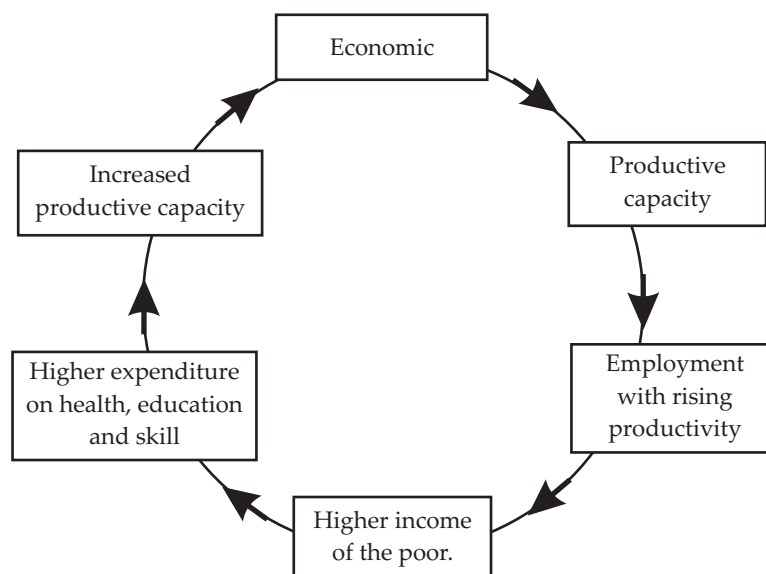 Economic
Productive
capacity
Employment
with rising
productivity
Higher income
of the poor.
Higher expenditure
on health, education
and skill
Increased
productive capacity